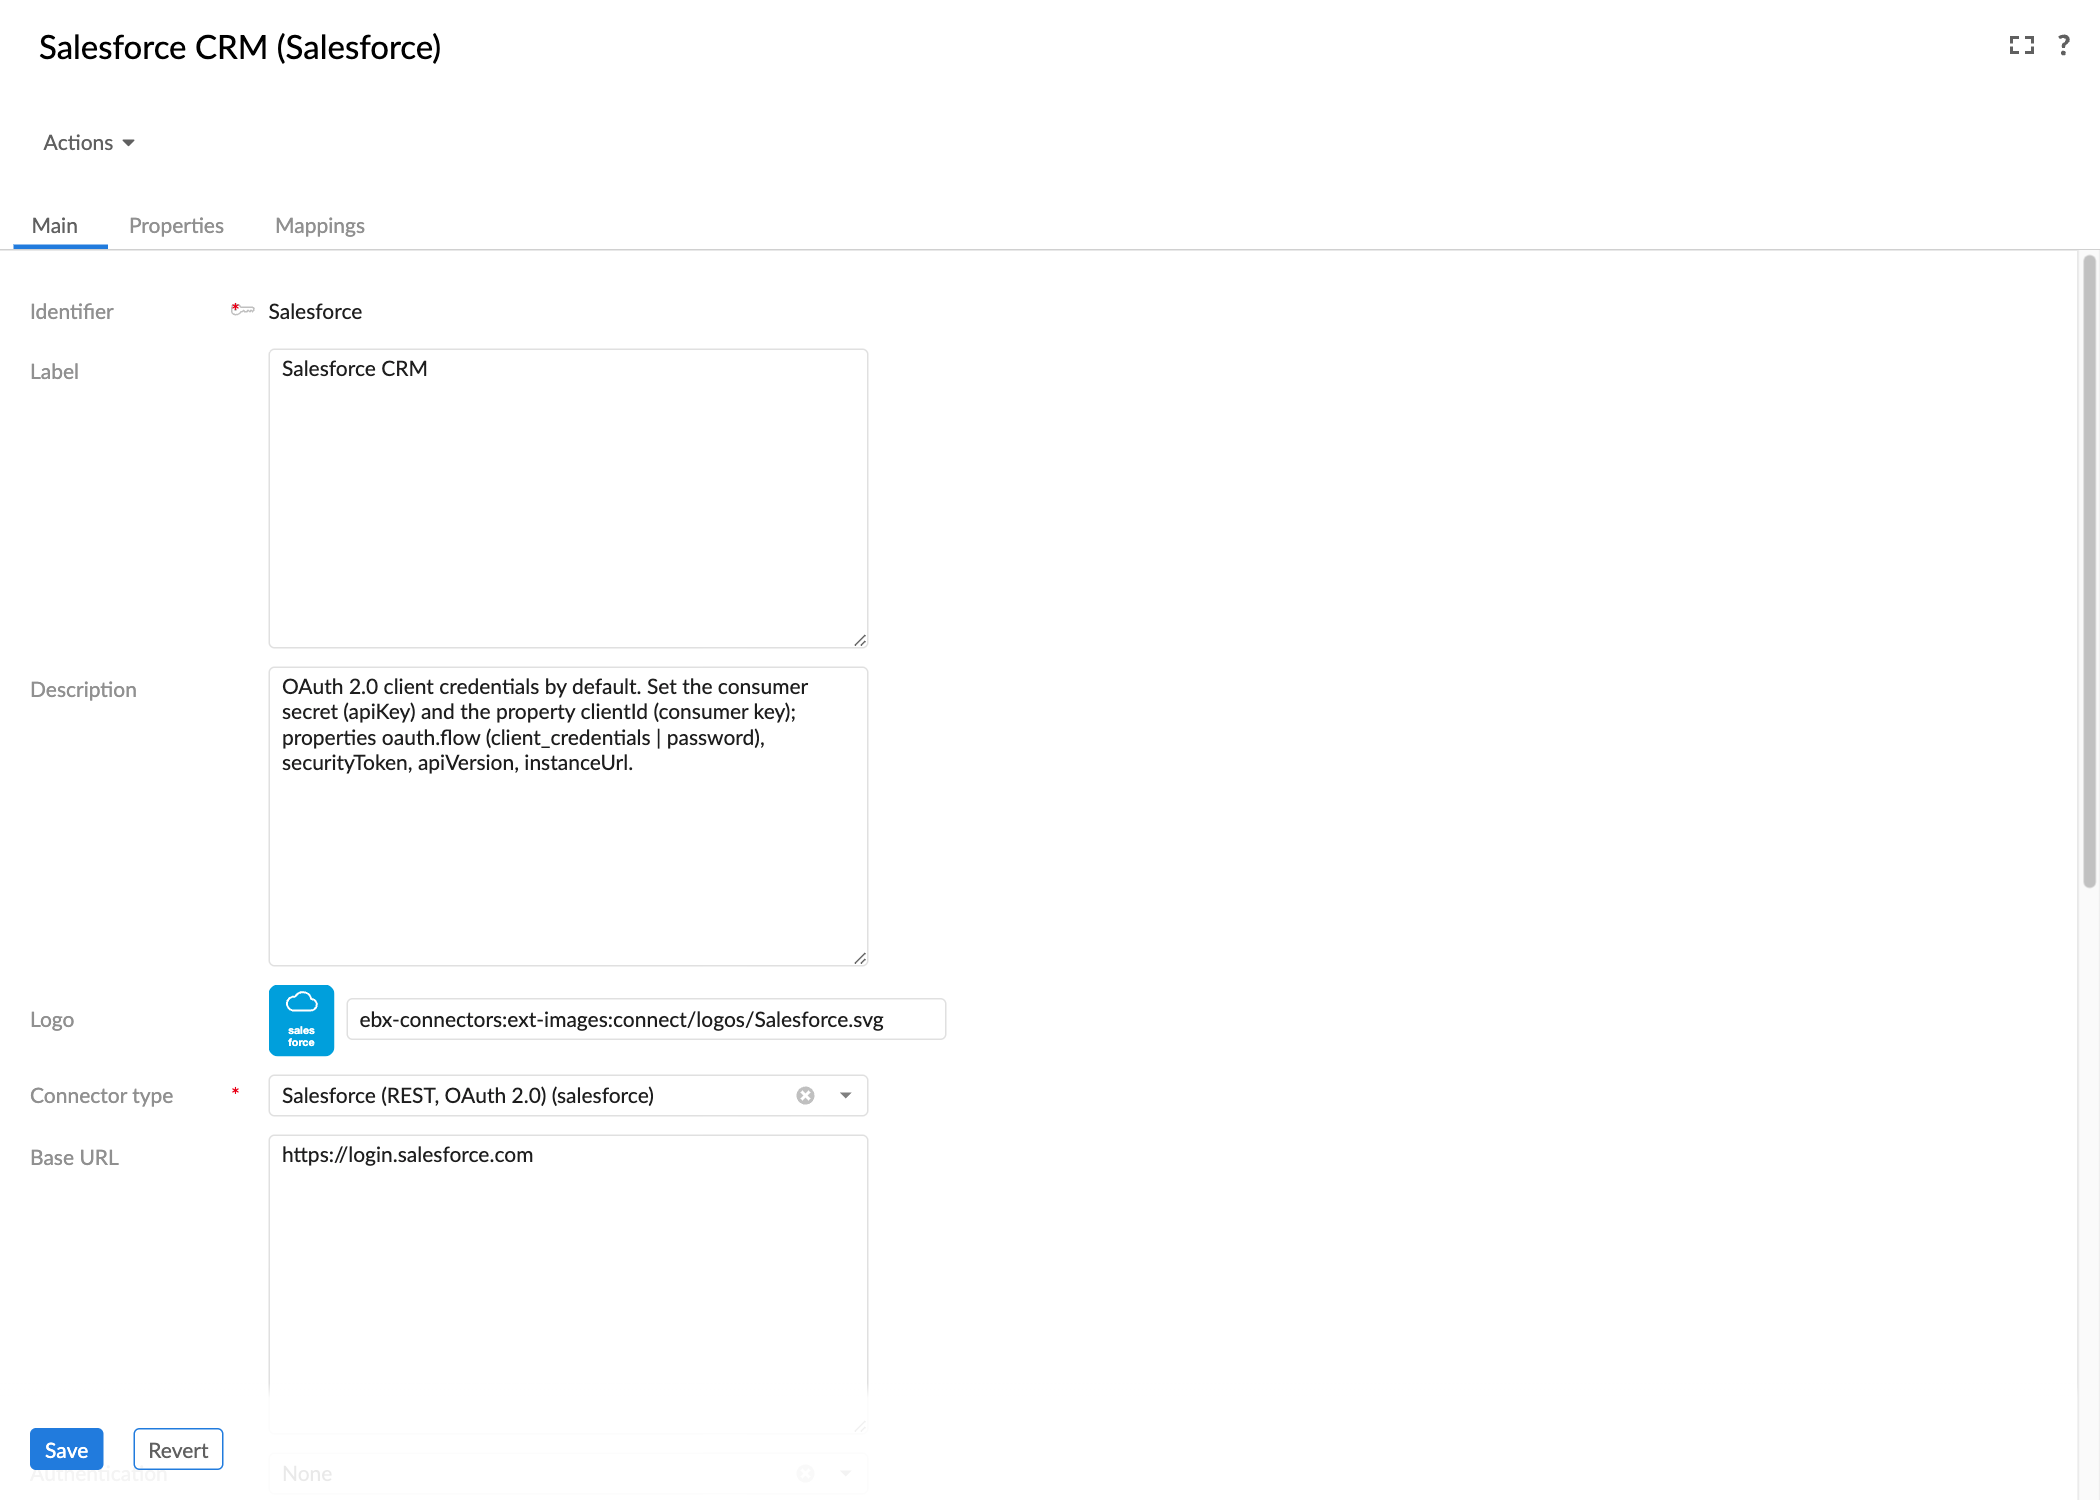 Salesforce CRM (Salesforce)
?
Actions
Main Properties Mappings
Identifier * Salesforce
Label
Salesforce CRM
Description
OAuth 2.0 client credentials by default. Set the consumer
secret (apiKey) and the property clientId (consumer key);
properties oauth.flow (client_credentials | password),
securityToken, apiVersion, instanceUrl.
Logo
sales
force
ebx-connectors:ext-images:connect/logos/Salesforce.svg
Connector type * Salesforce (REST, OAuth 2.0) (salesforce)
Base URL
https://login.salesforce.com
Save Revert
Authentication None